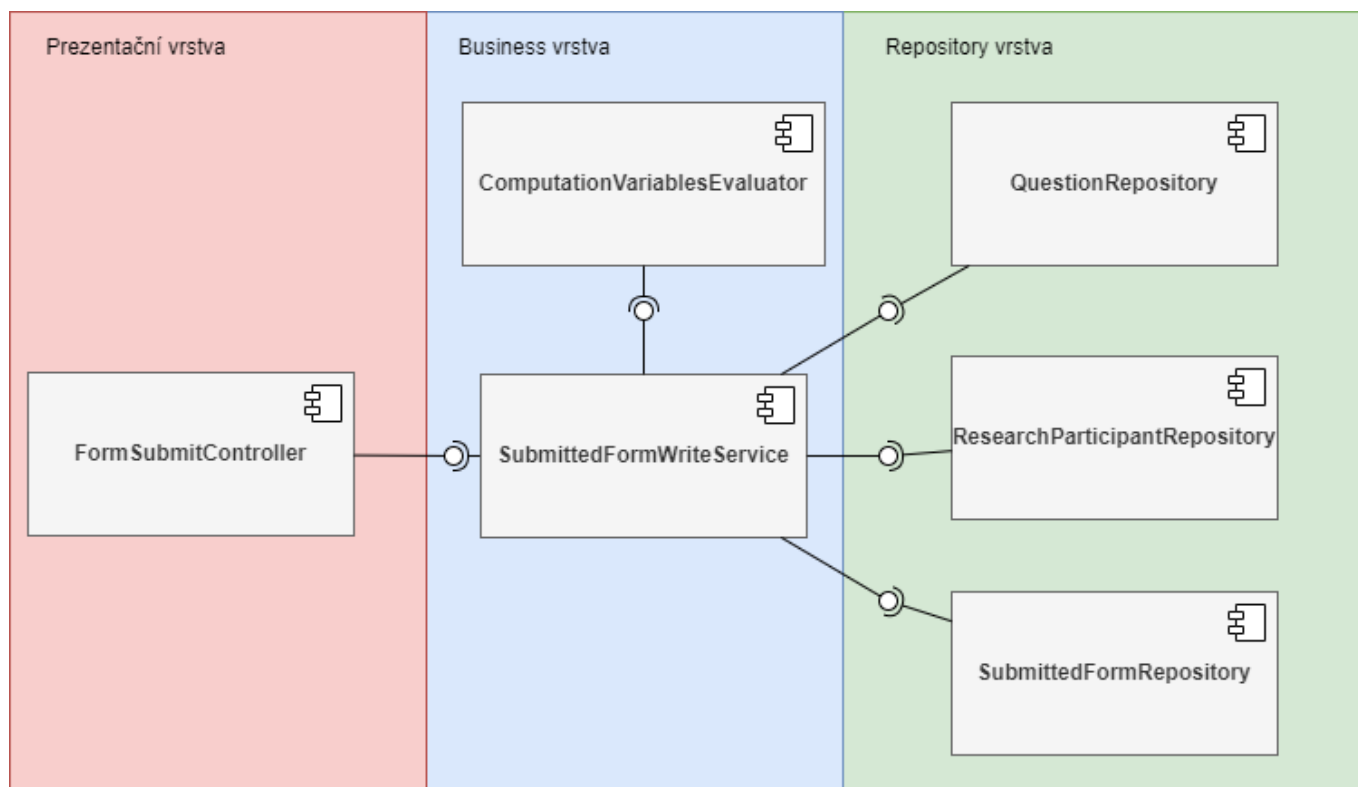 Prezentační vrstva
Business vrstva
Repository vrstva
ComputationVariablesEvaluator
QuestionRepository
FormSubmitController
SubmittedFormWriteService
ResearchParticipantRepository
SubmittedFormRepository